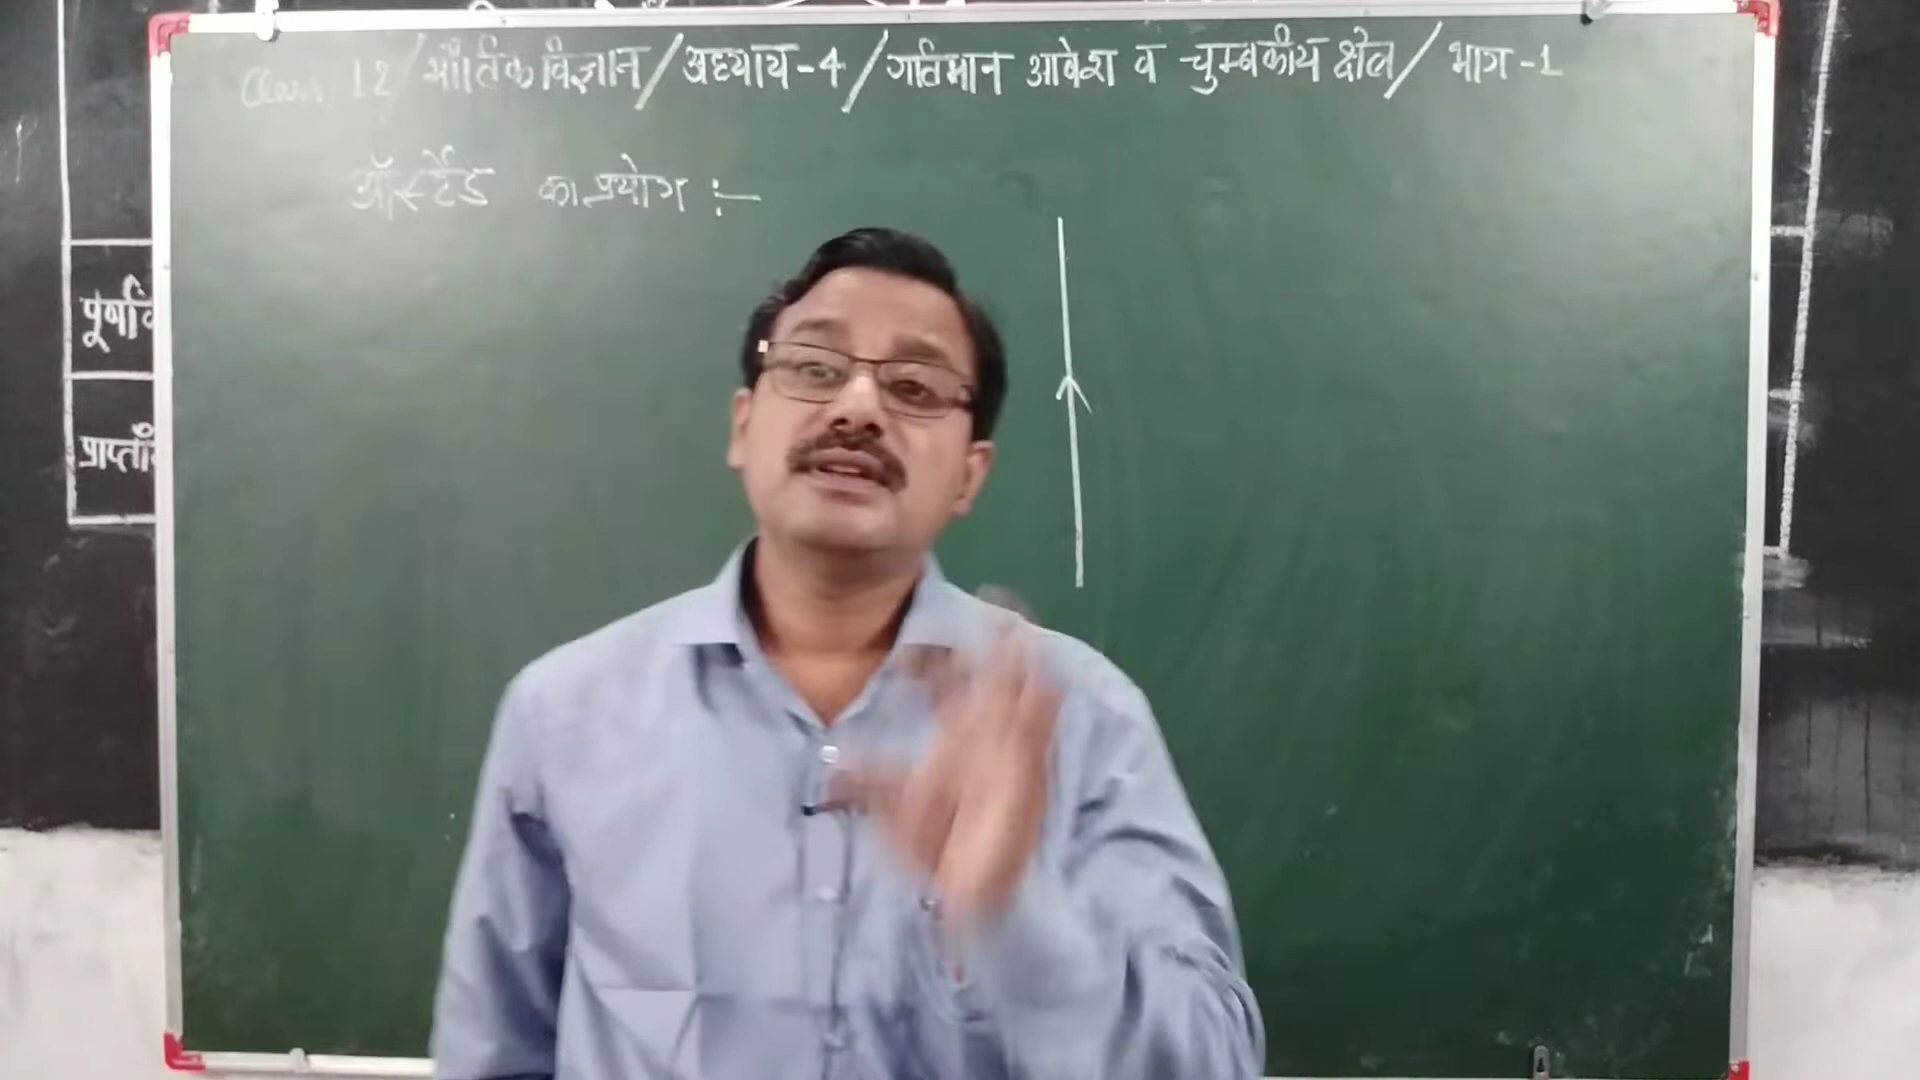 Class 12 / भौतिक विज्ञान / अध्याय-4 / गतिमान आवेश व चुम्बकीय क्षेत्र / भाग-1
ऑर्स्टेड का प्रयोग :-